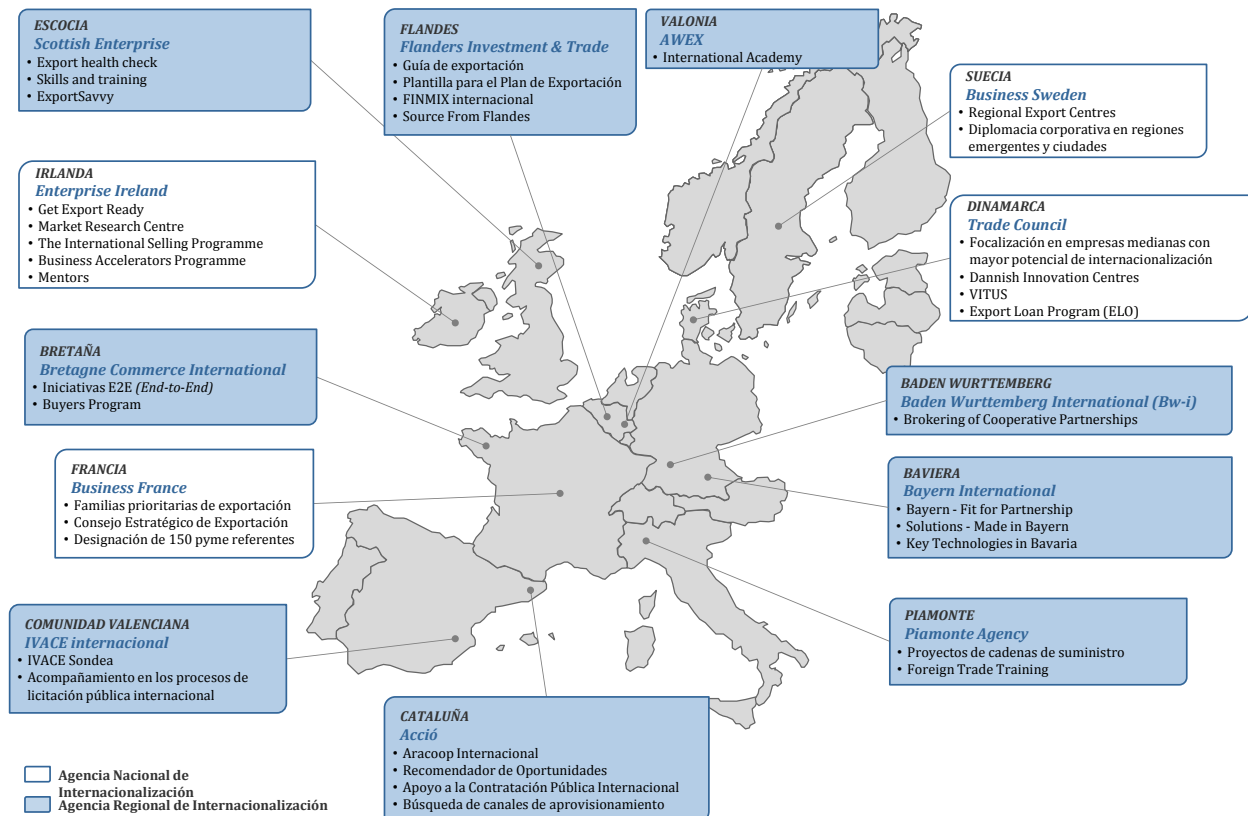 ESCOCIA
Scottish Enterprise
• Export health check
• Skills and training
• ExportSavvy
FLANDES
Flanders Investment & Trade
• Guía de exportación
• Plantilla para el Plan de Exportación
• FINMIX internacional
• Source From Flandes
VALONIA
AWEX
• International Academy
SUECIA
Business Sweden
• Regional Export Centres
• Diplomacia corporativa en regiones
emergentes y ciudades
IRLANDA
Enterprise Ireland
• Get Export Ready
• Market Research Centre
• The International Selling Programme
• Business Accelerators Programme
• Mentors
DINAMARCA
Trade Council
• Focalización en empresas medianas con
mayor potencial de internacionalización
• Dannish Innovation Centres
• VITUS
• Export Loan Program (ELO)
BRETAÑA
Bretagne Commerce International
• Iniciativas E2E (End-to-End)
• Buyers Program
BADEN WURTTEMBERG
Baden Wurttemberg International (Bw-i)
• Brokering of Cooperative Partnerships
FRANCIA
Business France
• Familias prioritarias de exportación
• Consejo Estratégico de Exportación
• Designación de 150 pyme referentes
BAVIERA
Bayern International
• Bayern - Fit for Partnership
• Solutions - Made in Bayern
• Key Technologies in Bavaria
COMUNIDAD VALENCIANA
IVACE internacional
• IVACE Sondea
• Acompañamiento en los procesos de
licitación pública internacional
PIAMONTE
Piamonte Agency
• Proyectos de cadenas de suministro
• Foreign Trade Training
CATALUÑA
Acció
• Aracoop Internacional
• Recomendador de Oportunidades
• Apoyo a la Contratación Pública Internacional
• Búsqueda de canales de aprovisionamiento
Agencia Nacional de
Internacionalización
Agencia Regional de Internacionalización